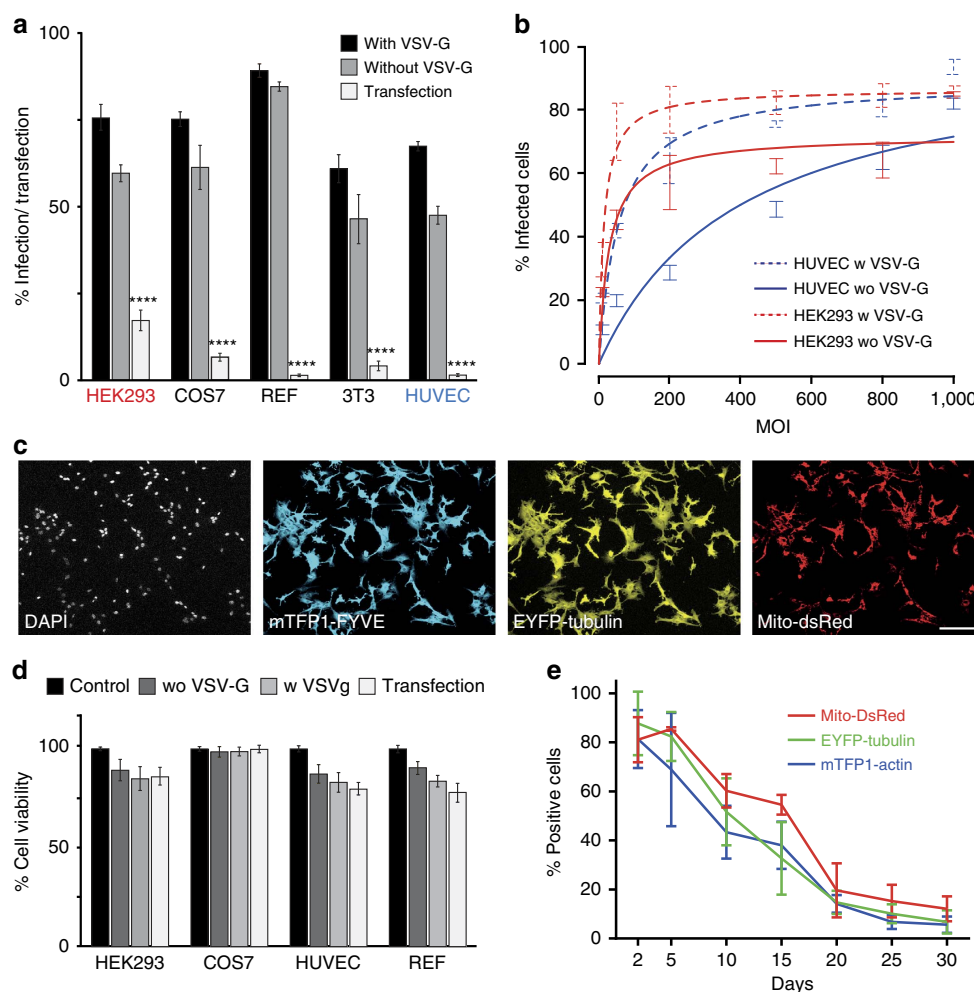 a
With VSV-G
Without VSV-G
Transfection
% Infection/ transfection
100
50
0
****
****
****
****
****
HEK293
COS7
REF
3T3
HUVEC
b
% Infected cells
100
80
60
40
20
0
HUVEC w VSV-G
HUVEC wo VSV-G
HEK293 w VSV-G
HEK293 wo VSV-G
0
200
400
600
800
1,000
MOI
c
DAPI
mTFP1-FYVE
EYFP-tubulin
Mito-dsRed
d
Control
wo VSV-G
w VSVg
Transfection
% Cell viability
100
50
0
HEK293
COS7
HUVEC
REF
e
% Positive cells
100
80
60
40
20
0
Mito-DsRed
EYFP-tubulin
mTFP1-actin
2
5
10
15
20
25
30
Days